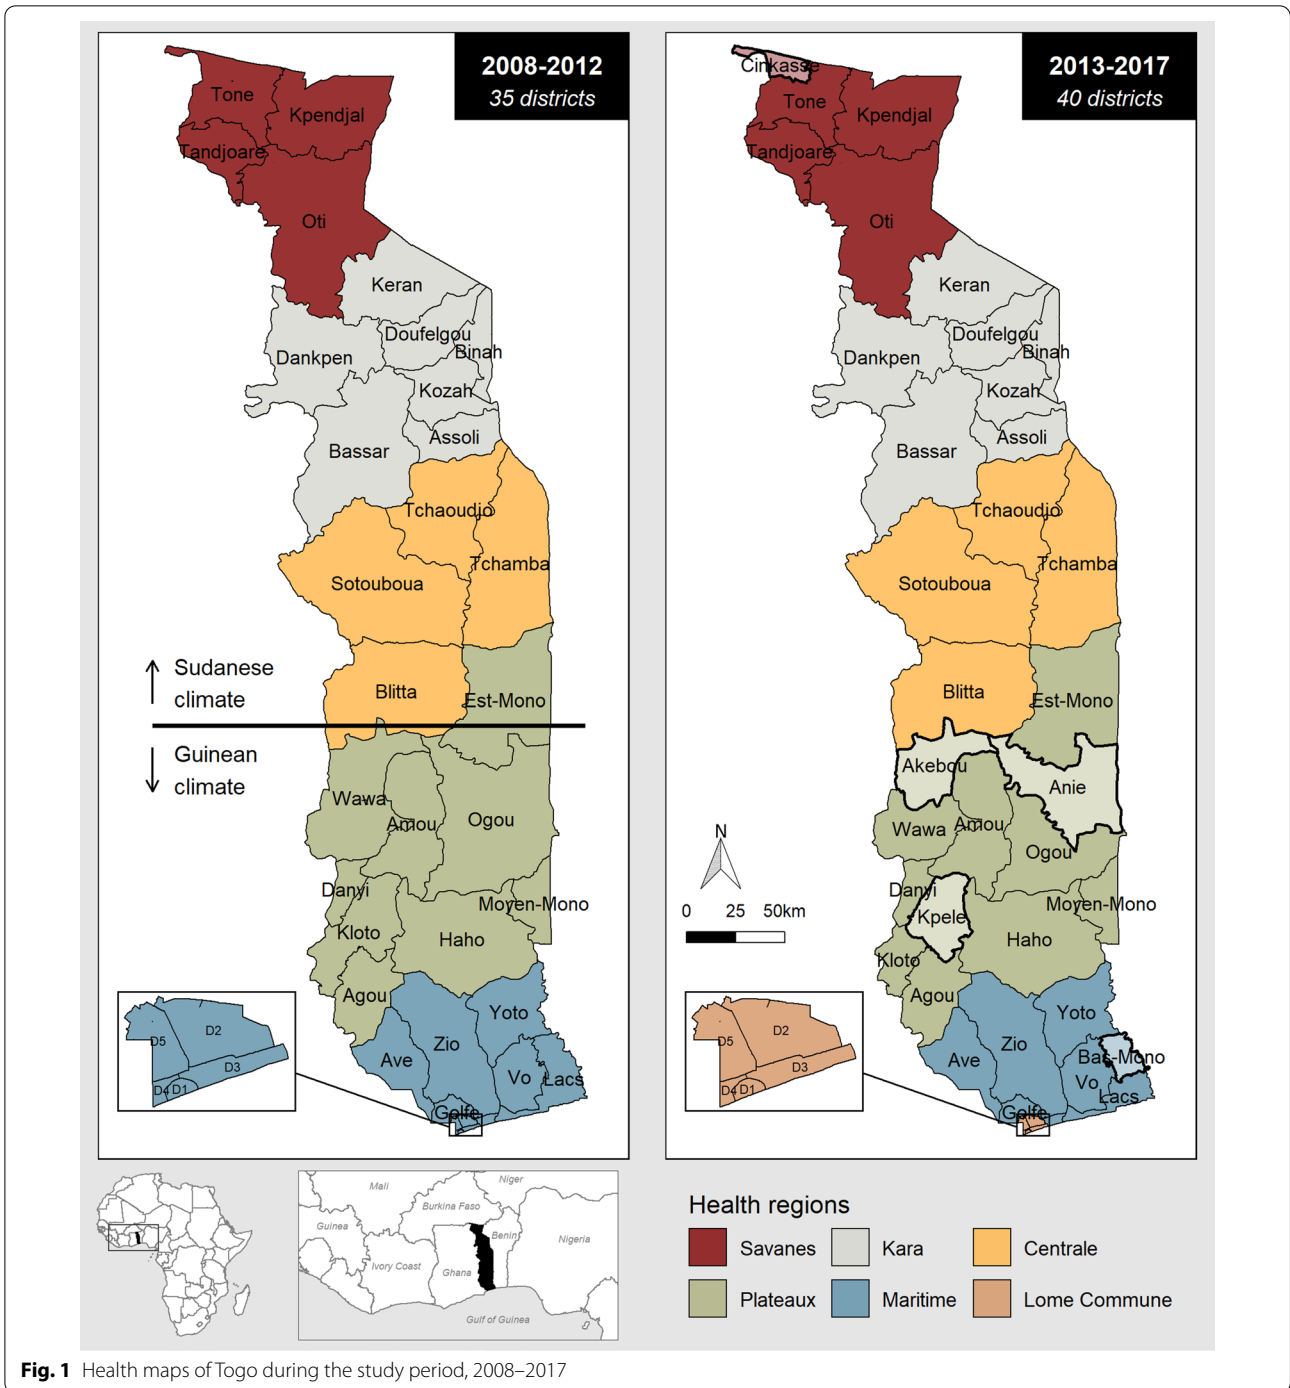 2008-2012
35 districts
Tone
Kpendjal
Tandjoare
Oti
Keran
Doufelgou
Binah
Dankpen
Kozah
Assoli
Bassar
Tchaoudjo
Tchamba
Sotouboua
Sudanese
climate
Blitta
Est-Mono
Guinean
climate
Wawa
Amou
Ogou
Danyi
Moyen-Mono
Kloto
Haho
Agou
Yoto
Zio
Ave
Vo
Lacs
Golfe
D5
D2
D3
D4
D1
2013-2017
40 districts
Cinkasse
Tone
Kpendjal
Tandjoare
Oti
Keran
Doufelgou
Binah
Dankpen
Kozah
Assoli
Bassar
Tchaoudjo
Tchamba
Sotouboua
Blitta
Est-Mono
Akebou
Anie
Wawa
Amou
Ogou
N
0 25 50km
Danyi
Kpele
Moyen-Mono
Haho
Kloto
Agou
Yoto
Zio
Ave
Bas-Mono
Vo
Lacs
Golfe
D5
D2
D3
D4
D1
Mali
Niger
Burkina Faso
Guinea
Benin
Nigeria
Ivory Coast
Ghana
Gulf of Guinea
Health regions
Savanes Kara Centrale
Plateaux Maritime Lome Commune
Fig. 1 Health maps of Togo during the study period, 2008–2017